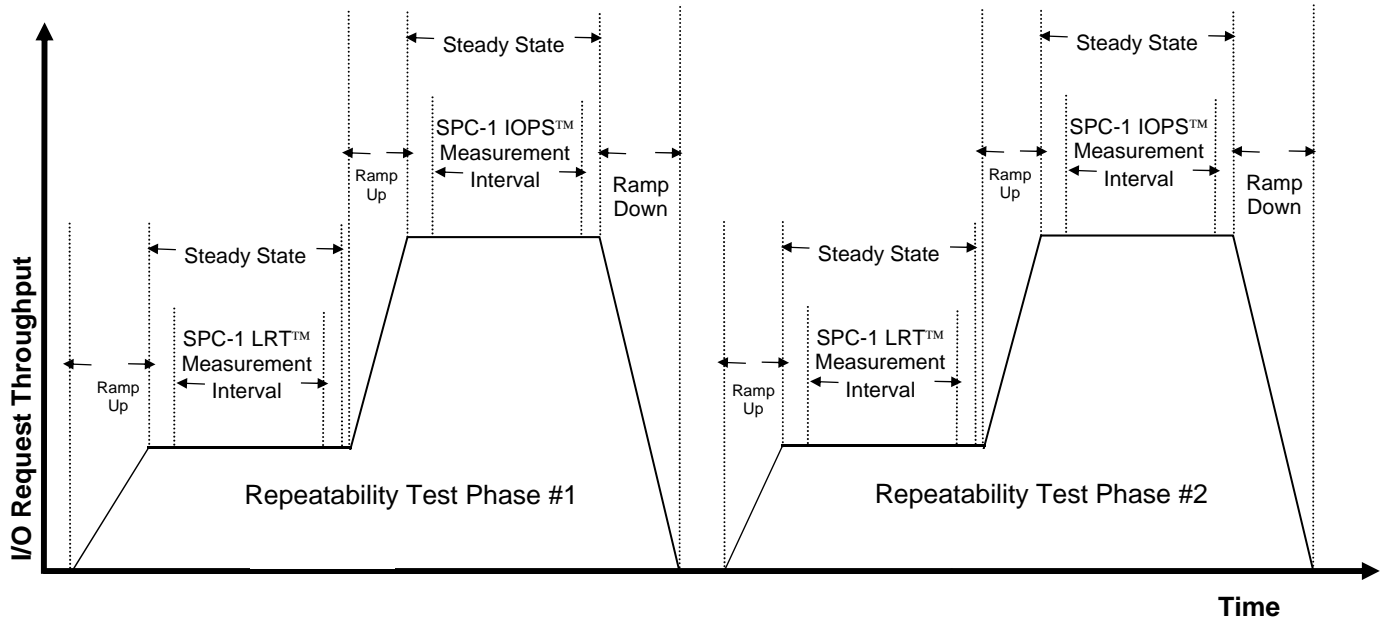 Steady State
SPC-1 IOPS™
Measurement
Interval
Ramp
Up
Ramp
Down
Steady State
SPC-1 LRT™
Measurement
Interval
Ramp
Up
Repeatability Test Phase #1
Steady State
SPC-1 IOPS™
Measurement
Interval
Ramp
Up
Ramp
Down
Steady State
SPC-1 LRT™
Measurement
Interval
Ramp
Up
Repeatability Test Phase #2
I/O Request Throughput
Time